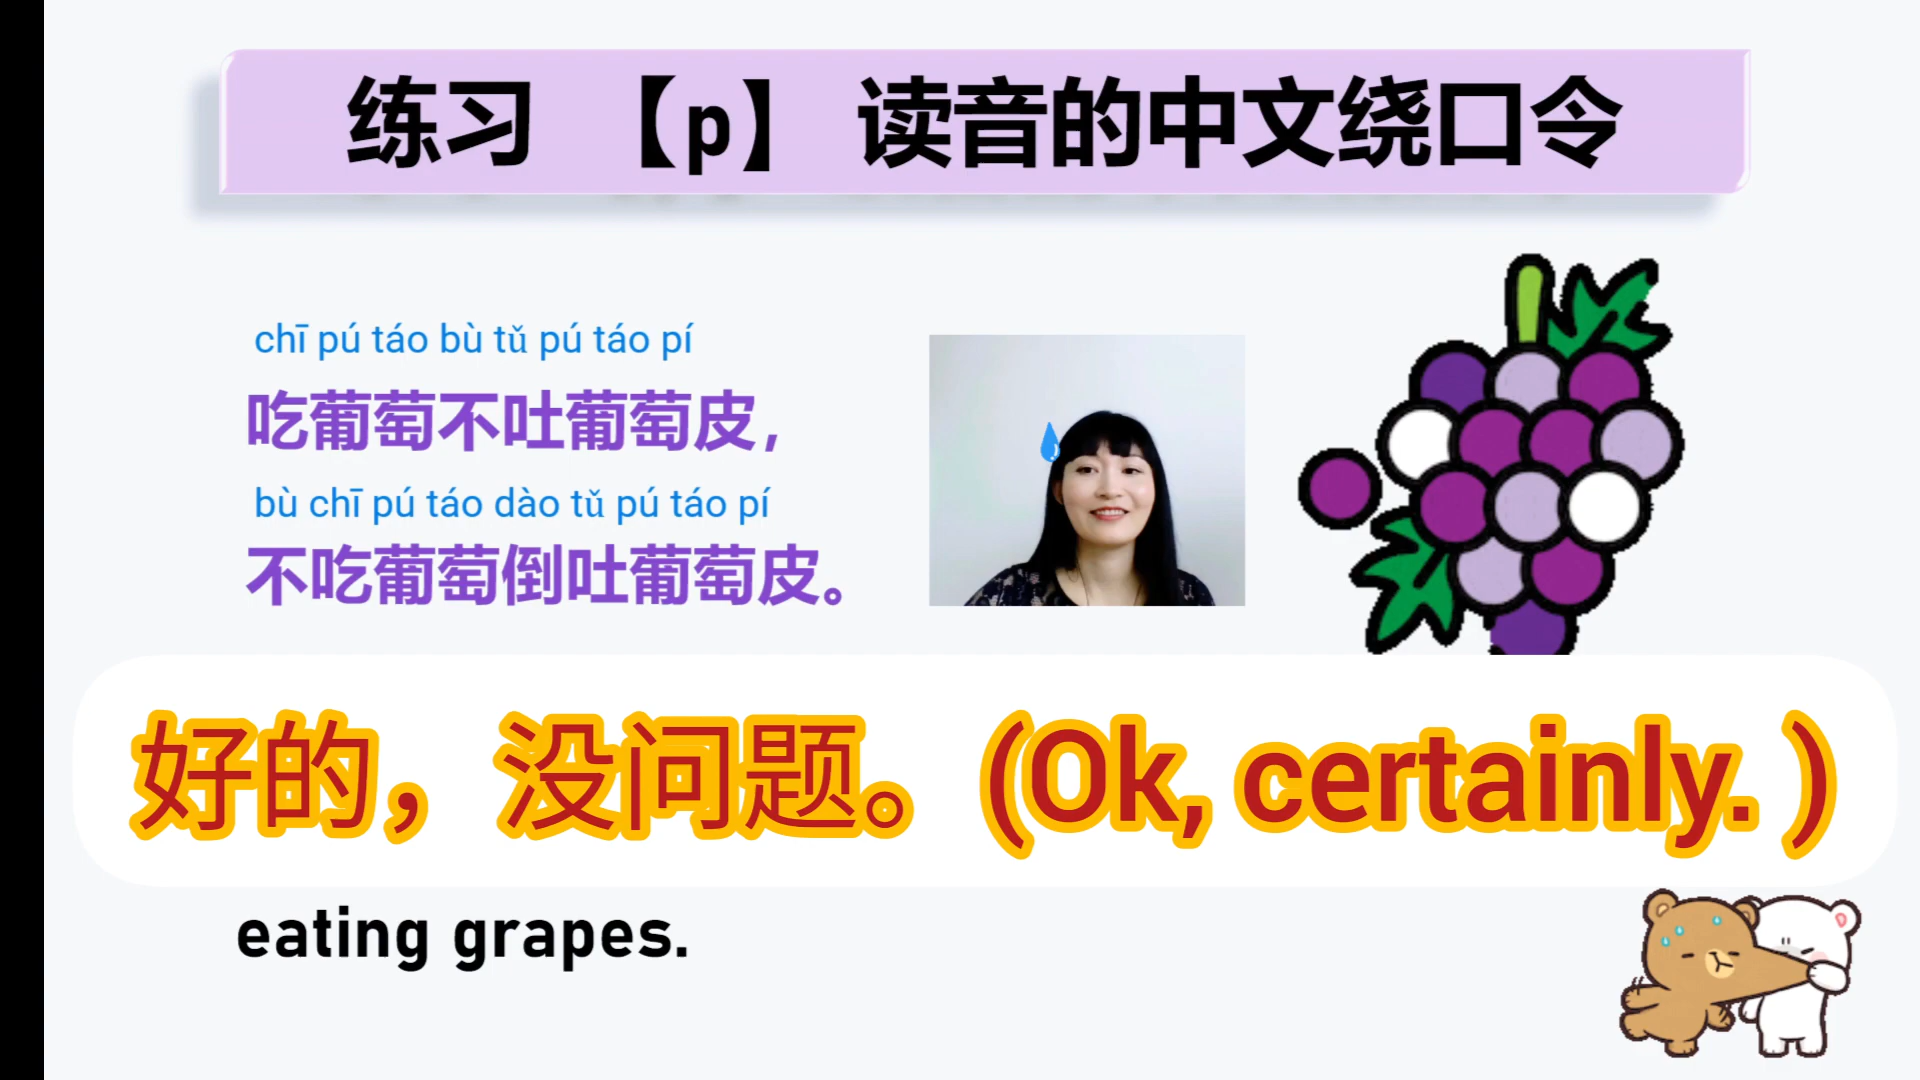 练习 【p】 读音的中文绕口令
chī pú táo bù tǔ pú táo pí
吃葡萄不吐葡萄皮，
bù chī pú táo dào tǔ pú táo pí
不吃葡萄倒吐葡萄皮。
好的，没问题。(Ok, certainly. )
eating grapes.